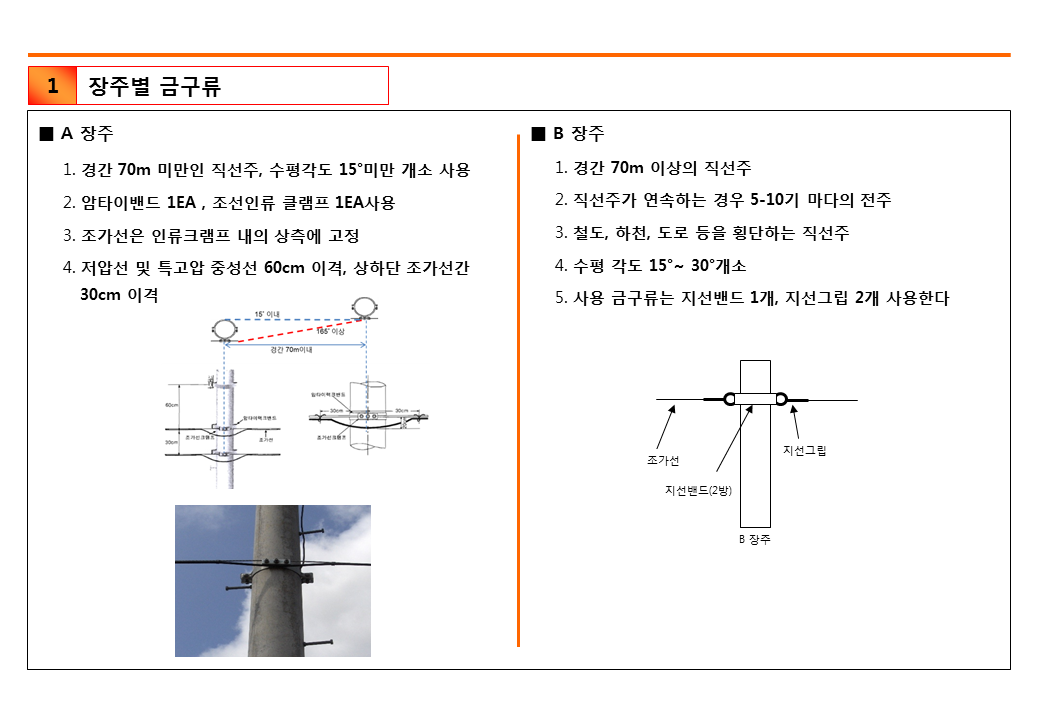 1 장주별 금구류
■ A 장주
1. 경간 70m 미만인 직선주, 수평각도 15°미만 개소 사용
2. 암타이밴드 1EA , 조선인류 클램프 1EA사용
3. 조가선은 인류크램프 내의 상측에 고정
4. 저압선 및 특고압 중성선 60cm 이격, 상하단 조가선간
30cm 이격
15° 이내
165° 이상
경간 70m이내
60cm
30cm
암타이락크밴드
조가선크램프
조가선
암타이락크밴드
30cm
30cm
조가선크램프
■ B 장주
1. 경간 70m 이상의 직선주
2. 직선주가 연속하는 경우 5-10기 마다의 전주
3. 철도, 하천, 도로 등을 횡단하는 직선주
4. 수평 각도 15°~ 30°개소
5. 사용 금구류는 지선밴드 1개, 지선그립 2개 사용한다
조가선
지선그립
지선밴드(2방)
B 장주